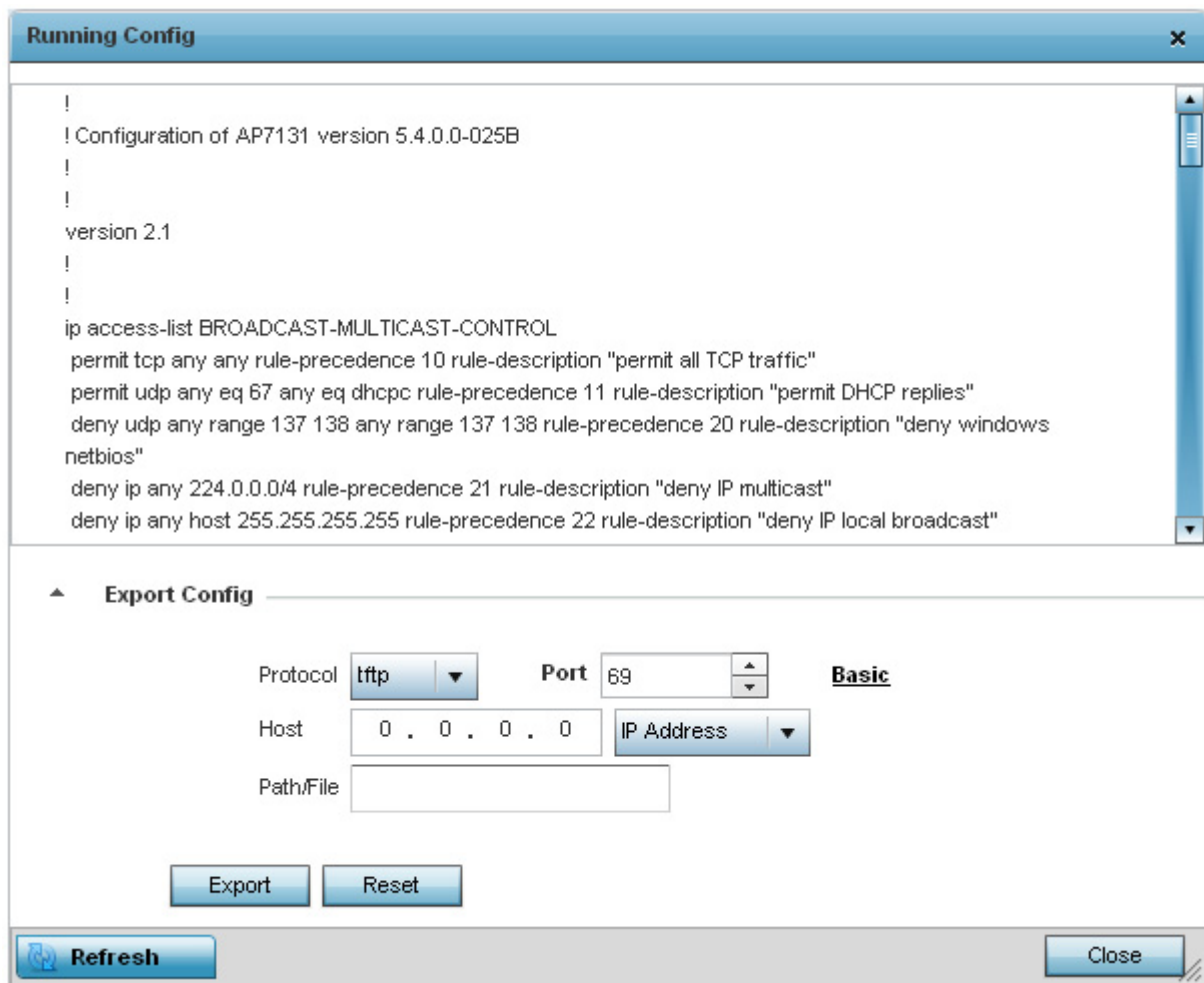 Running Config
!
! Configuration of AP7131 version 5.4.0.0-025B
!
!
version 2.1
!
!
ip access-list BROADCAST-MULTICAST-CONTROL
permit tcp any any rule-precedence 10 rule-description "permit all TCP traffic"
permit udp any eq 67 any eq dhcpc rule-precedence 11 rule-description "permit DHCP replies"
deny udp any range 137 138 any range 137 138 rule-precedence 20 rule-description "deny windows
netbios"
deny ip any 224.0.0.0/4 rule-precedence 21 rule-description "deny IP multicast"
deny ip any host 255.255.255.255 rule-precedence 22 rule-description "deny IP local broadcast"
Export Config
Protocol tftp Port 69 Basic
Host 0 . 0 . 0 . 0 IP Address
Path/File
Export Reset
Refresh Close